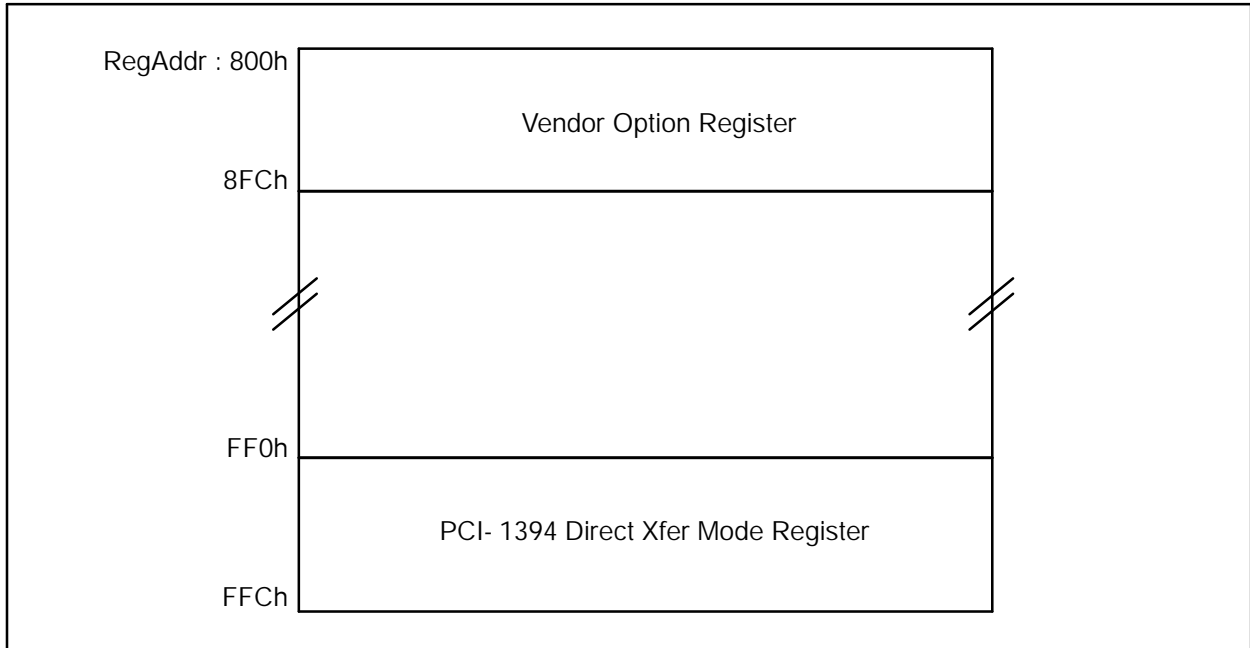 RegAddr : 800h
Vendor Option Register
8FCh
FF0h
PCI- 1394 Direct Xfer Mode Register
FFCh